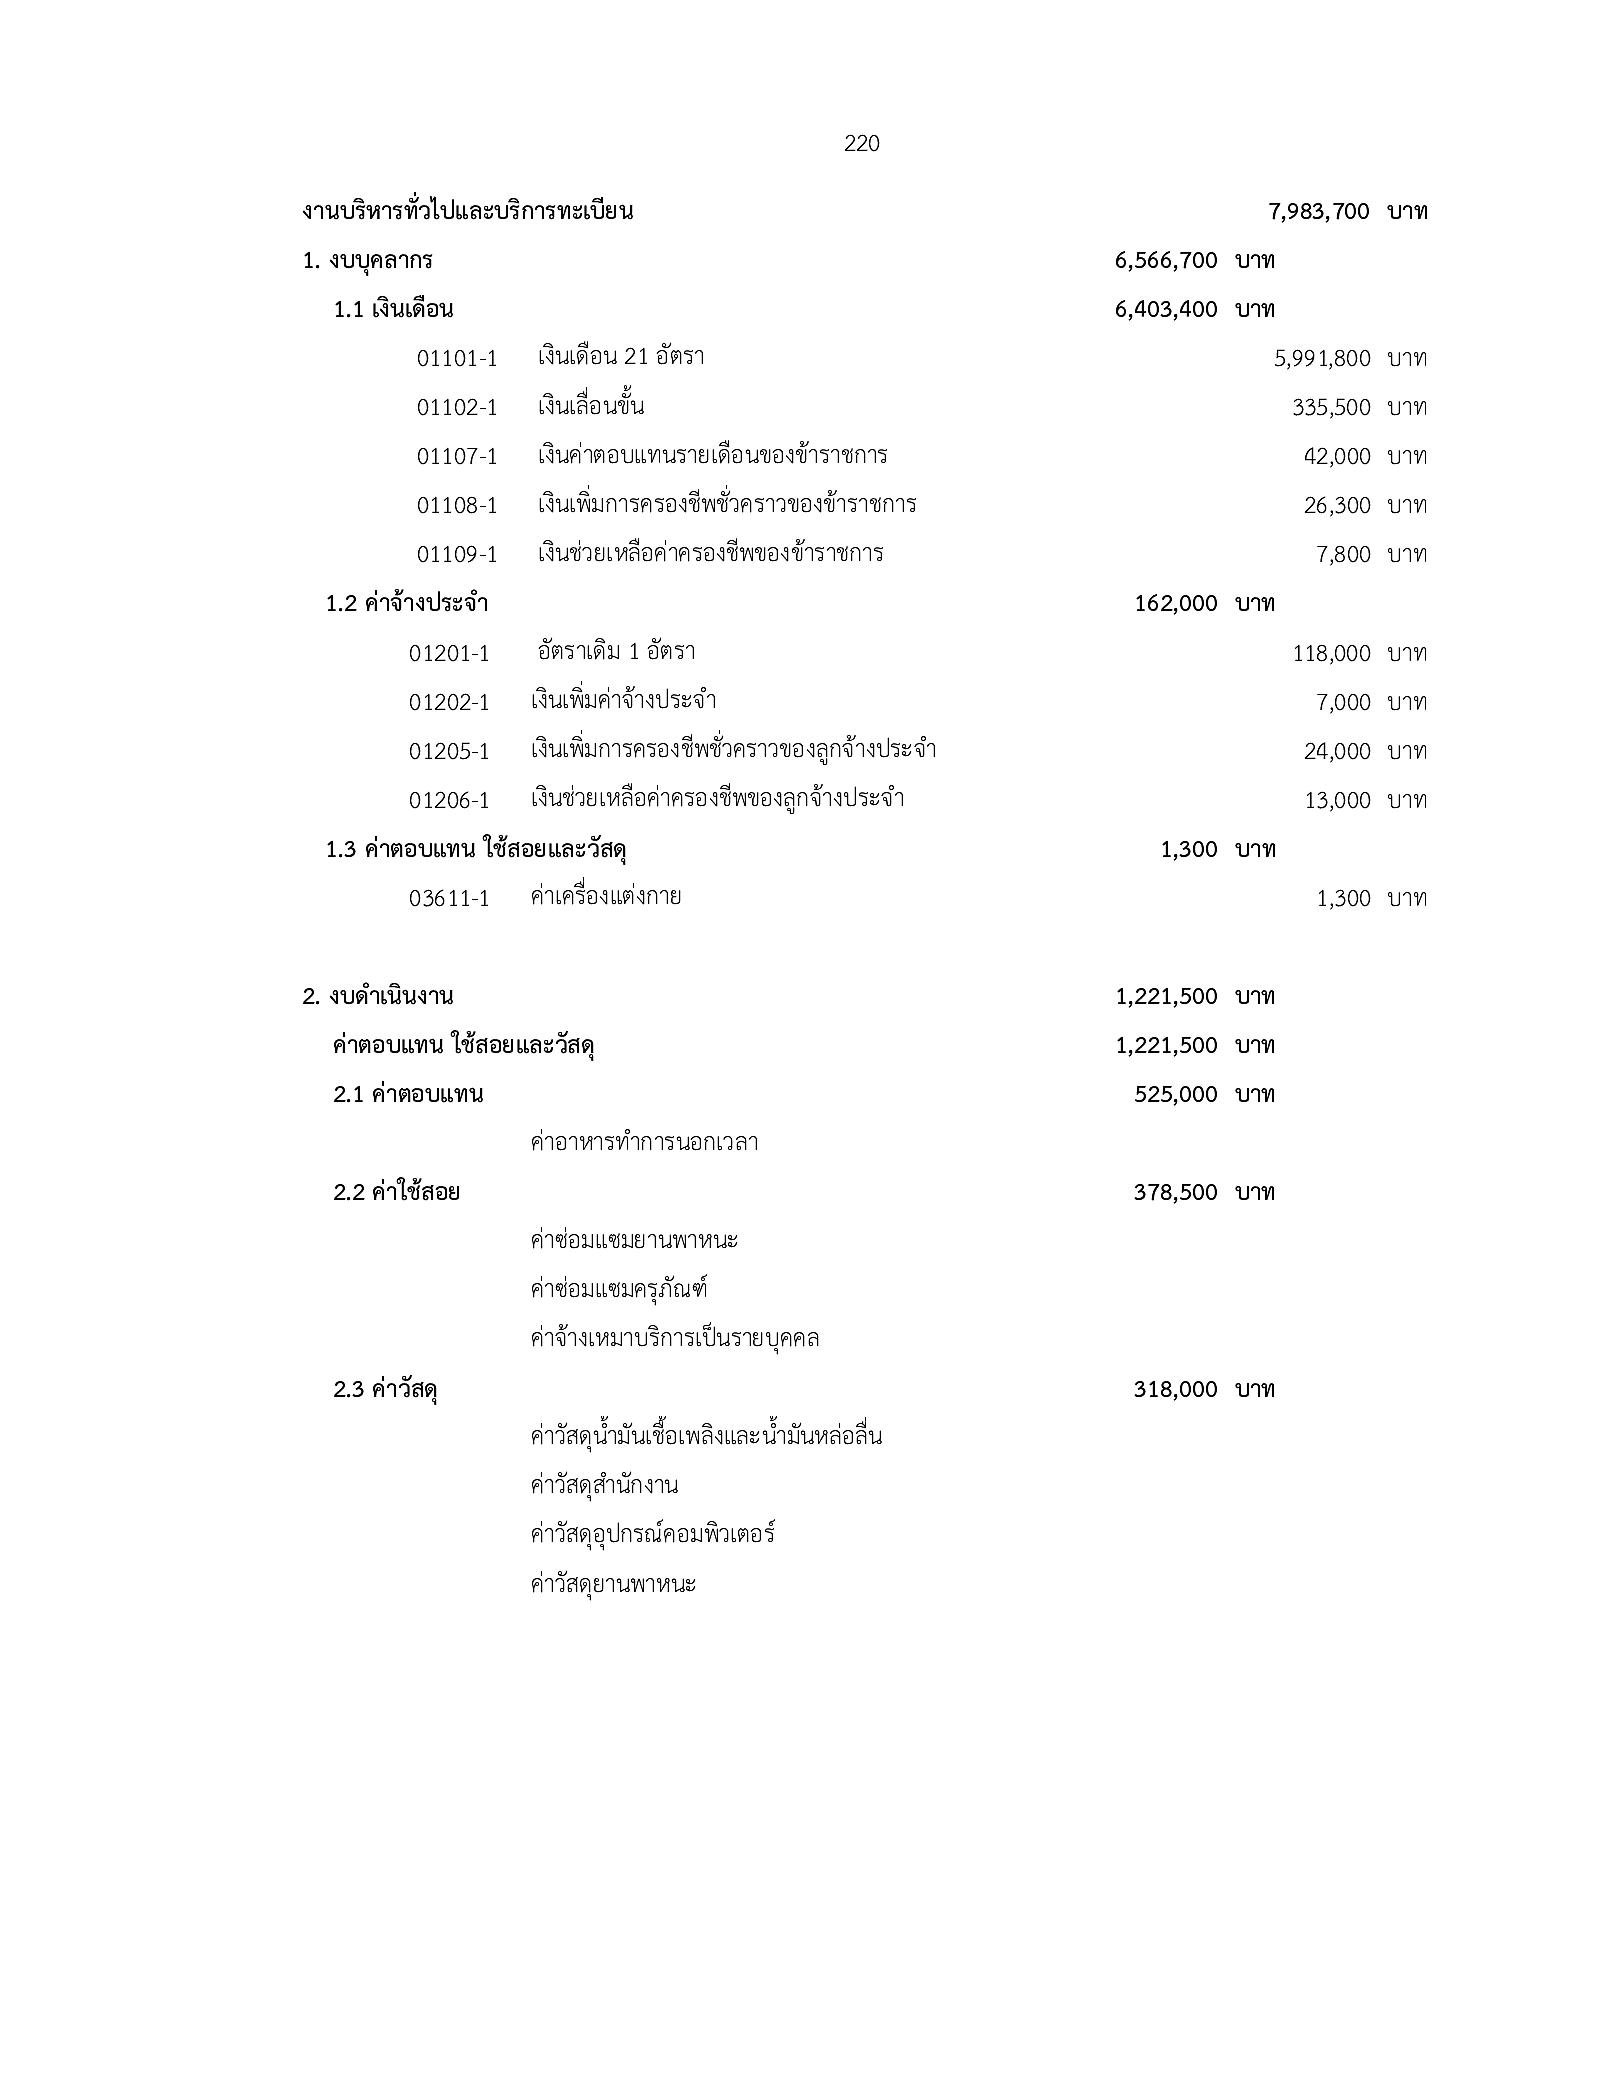 220
งานบริหารทั่วไปและบริการทะเบียน 7,983,700 บาท
1. งบบุคลากร 6,566,700 บาท
1.1 เงินเดือน 6,403,400 บาท
01101-1 เงินเดือน 21 อัตรา 5,991,800 บาท
01102-1 เงินเลื่อนขั้น 335,500 บาท
01107-1 เงินค่าตอบแทนรายเดือนของข้าราชการ 42,000 บาท
01108-1 เงินเพิ่มการครองชีพชั่วคราวของข้าราชการ 26,300 บาท
01109-1 เงินช่วยเหลือค่าครองชีพของข้าราชการ 7,800 บาท
1.2 ค่าจ้างประจำ 162,000 บาท
01201-1 อัตราเดิม 1 อัตรา 118,000 บาท
01202-1 เงินเพิ่มค่าจ้างประจำ 7,000 บาท
01205-1 เงินเพิ่มการครองชีพชั่วคราวของลูกจ้างประจำ 24,000 บาท
01206-1 เงินช่วยเหลือค่าครองชีพของลูกจ้างประจำ 13,000 บาท
1.3 ค่าตอบแทน ใช้สอยและวัสดุ 1,300 บาท
03611-1 ค่าเครื่องแต่งกาย 1,300 บาท
2. งบดำเนินงาน 1,221,500 บาท
ค่าตอบแทน ใช้สอยและวัสดุ 1,221,500 บาท
2.1 ค่าตอบแทน 525,000 บาท
ค่าอาหารทำการนอกเวลา
2.2 ค่าใช้สอย 378,500 บาท
ค่าซ่อมแซมยานพาหนะ
ค่าซ่อมแซมครุภัณฑ์
ค่าจ้างเหมาบริการเป็นรายบุคคล
2.3 ค่าวัสดุ 318,000 บาท
ค่าวัสดุน้ำมันเชื้อเพลิงและน้ำมันหล่อลื่น
ค่าวัสดุสำนักงาน
ค่าวัสดุอุปกรณ์คอมพิวเตอร์
ค่าวัสดุยานพาหนะ